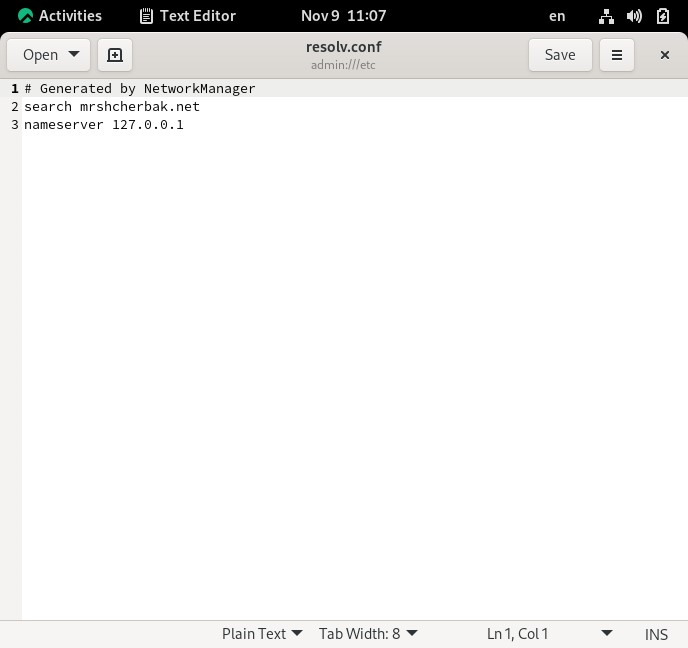 Activities Text Editor Nov 9 11:07 en
Open resolv.conf Save
admin:///etc
1 # Generated by NetworkManager
2 search mrshcherbak.net
3 nameserver 127.0.0.1
Plain Text Tab Width: 8 Ln 1, Col 1 INS